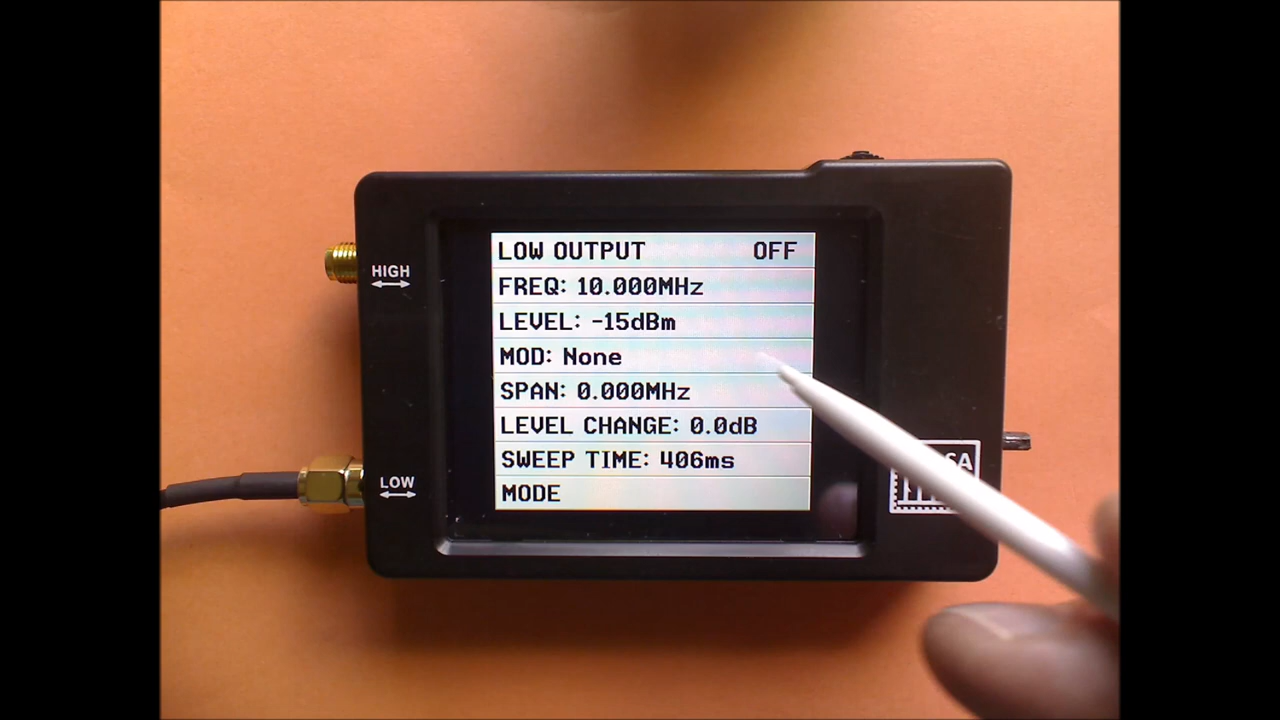 LOW OUTPUT OFF
FREQ: 10.000MHz
LEVEL: -15dBm
MOD: None
SPAN: 0.000MHz
LEVEL CHANGE: 0.0dB
SWEEP TIME: 406ms
MODE
HIGH
LOW
SA